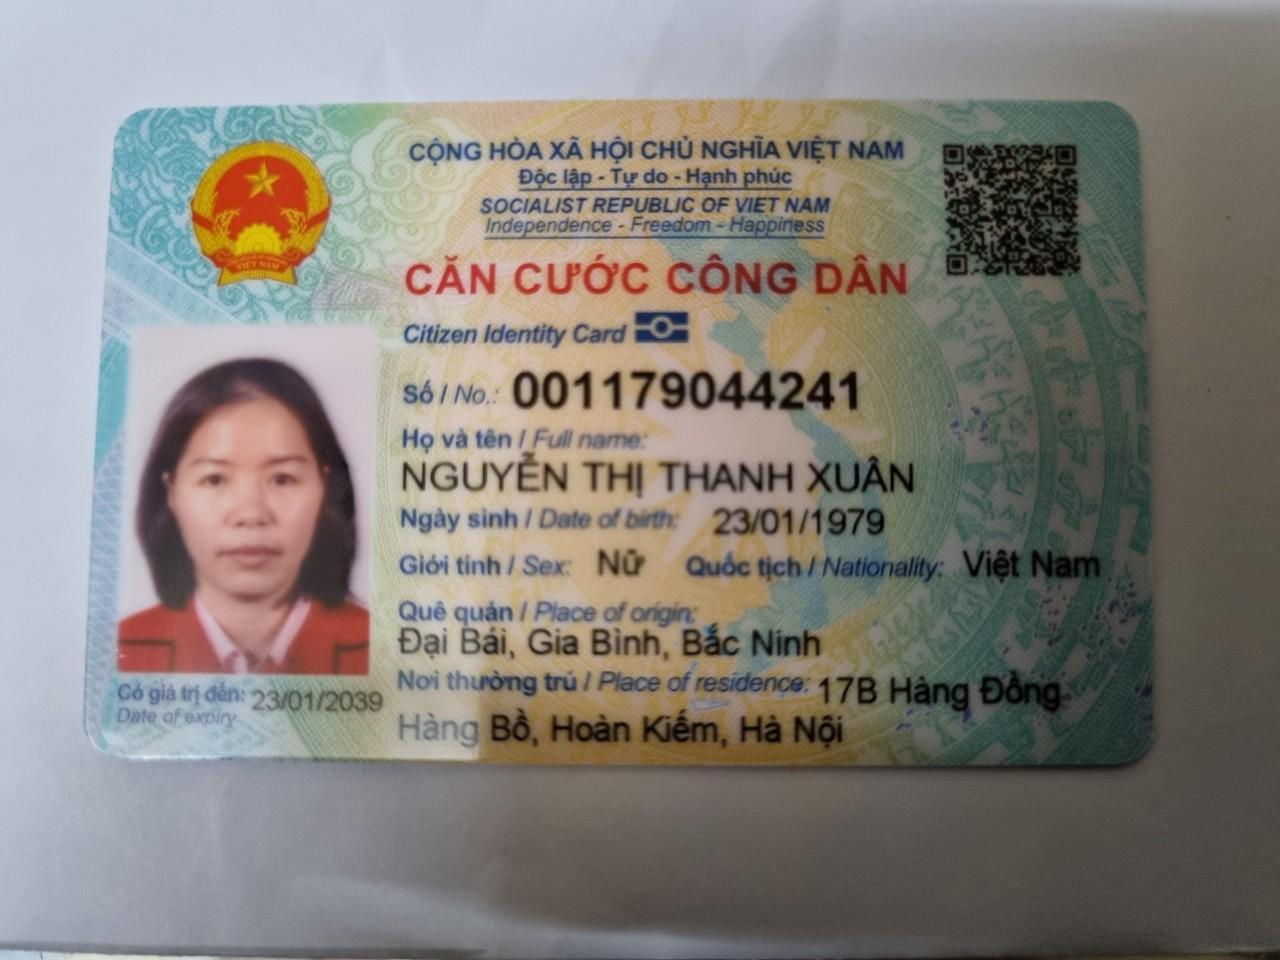 CỘNG HÒA XÃ HỘI CHỦ NGHĨA VIỆT NAM
Độc lập - Tự do - Hạnh phúc
SOCIALIST REPUBLIC OF VIET NAM
Independence - Freedom - Happiness
VIỆT NAM
CĂN CƯỚC CÔNG DÂN
Citizen Identity Card
Số / No.: 001179044241
Họ và tên / Full name:
NGUYỄN THỊ THANH XUÂN
Ngày sinh / Date of birth: 23/01/1979
Giới tính / Sex: Nữ Quốc tịch / Nationality: Việt Nam
Quê quán / Place of origin:
Đại Bái, Gia Bình, Bắc Ninh
Nơi thường trú / Place of residence: 17B Hàng Đồng
Hàng Bồ, Hoàn Kiếm, Hà Nội
Có giá trị đến: 23/01/2039
Date of expiry